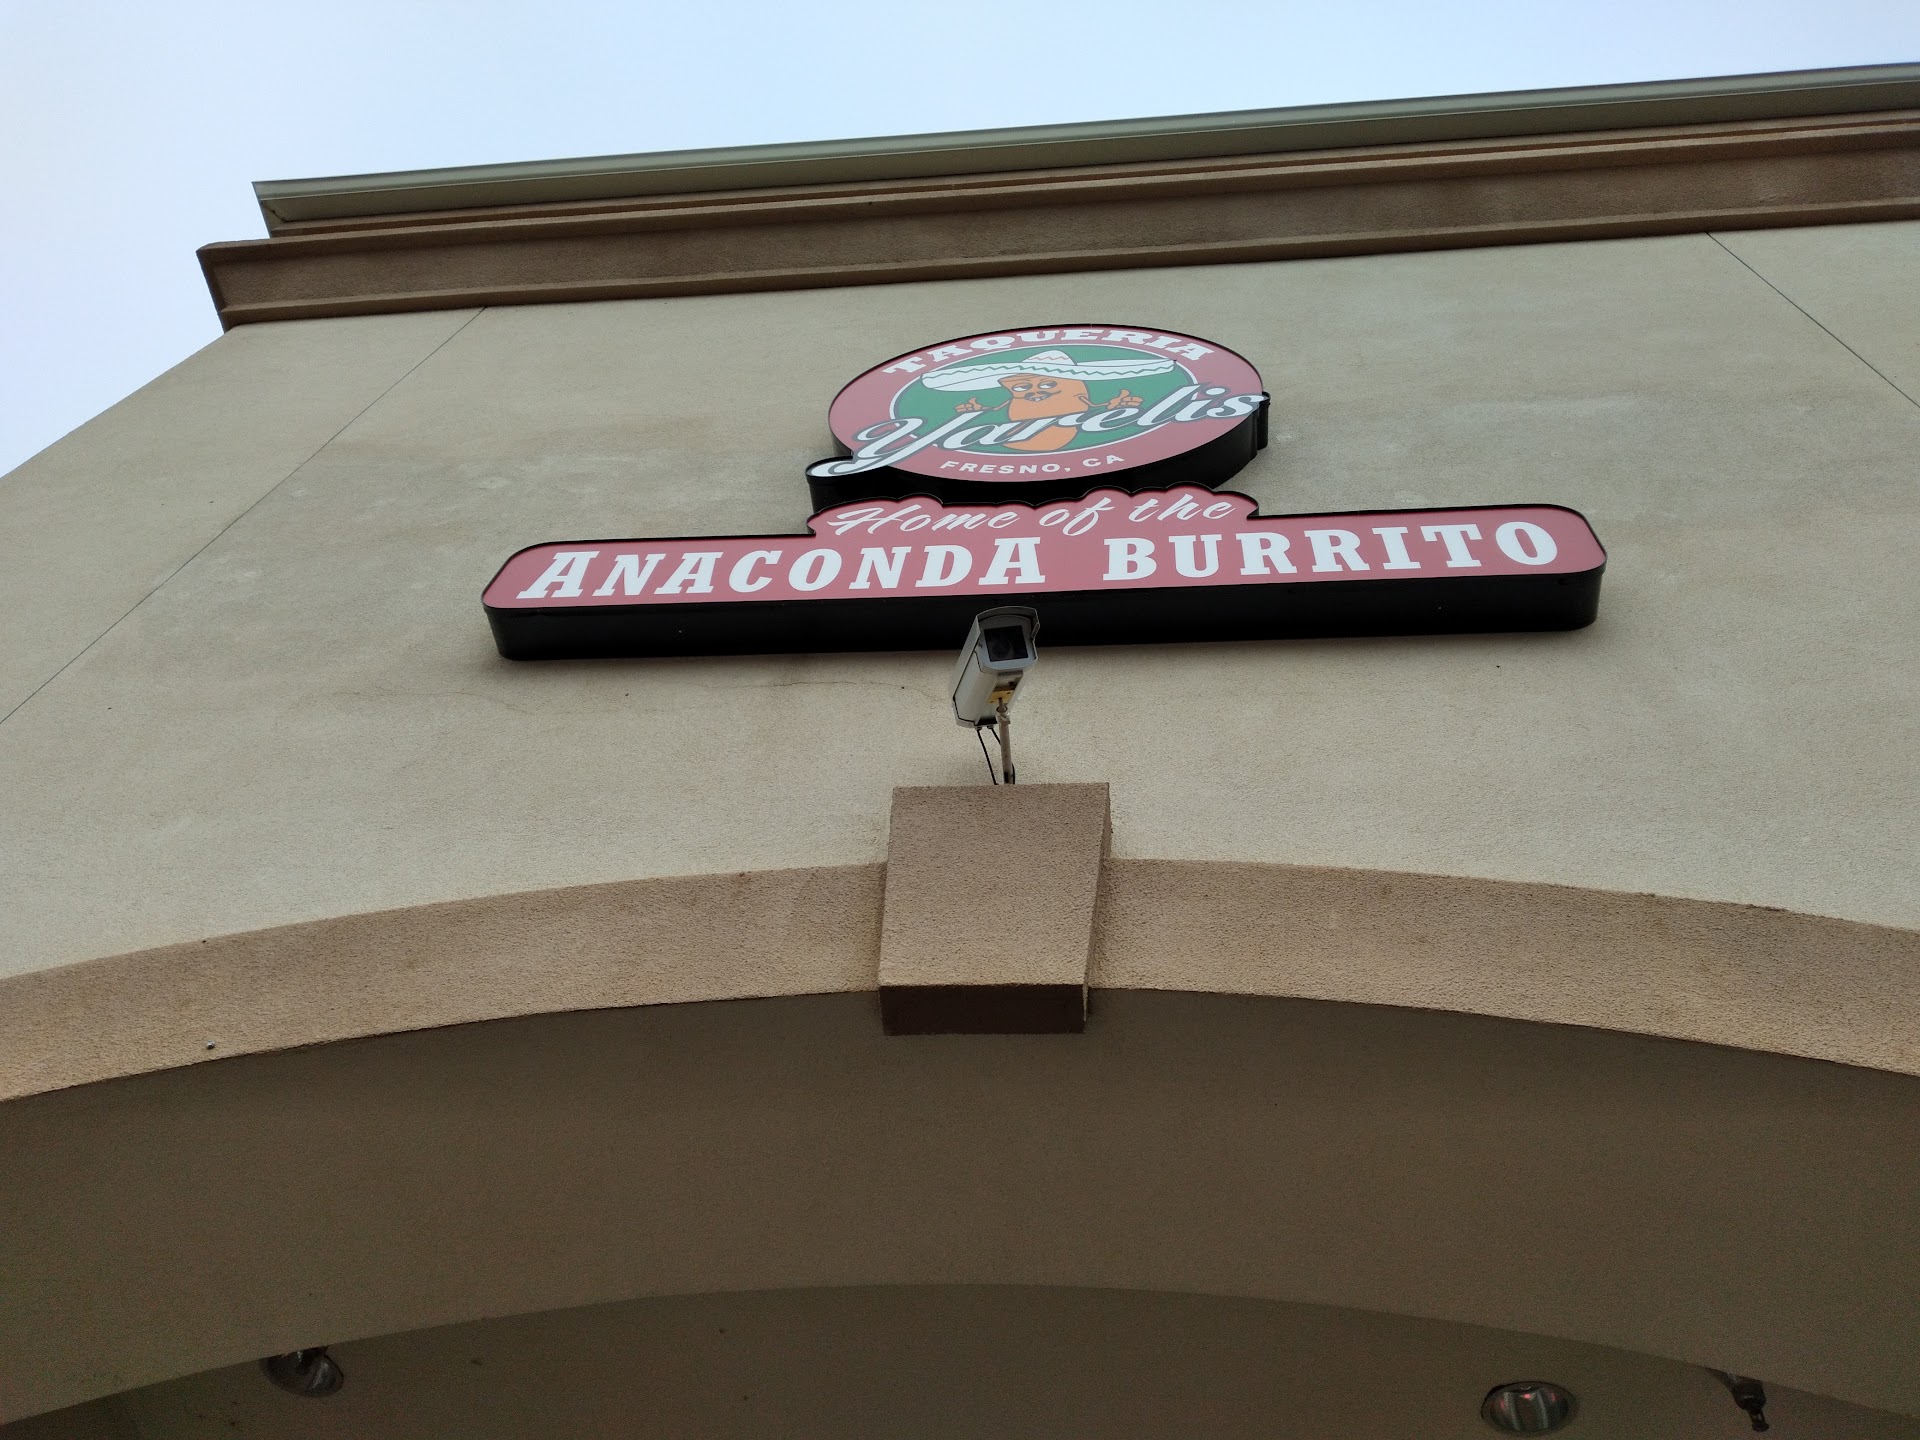 TAQUERIA
Yarelis
FRESNO, CA
Home of the
ANACONDA BURRITO